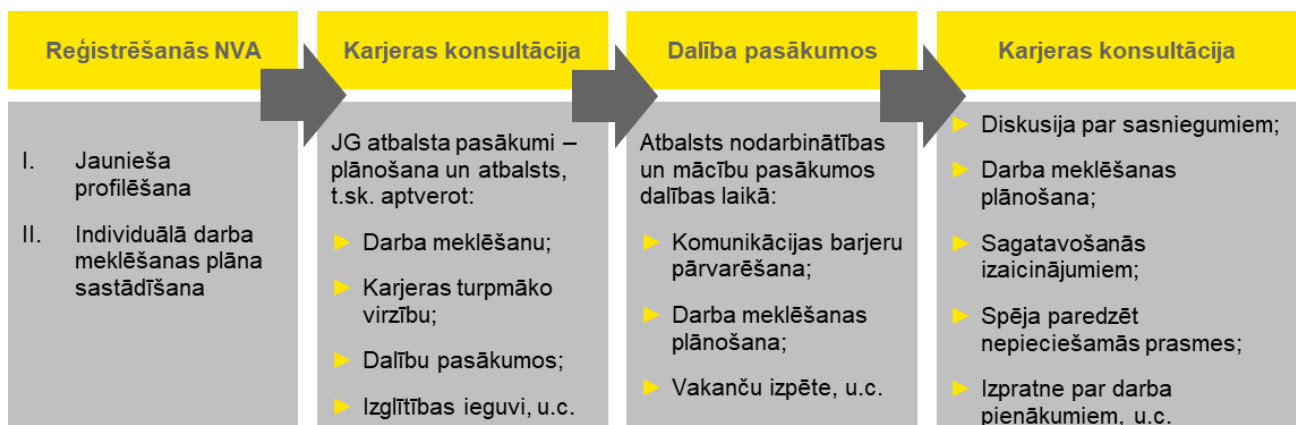 Reģistrēšanās NVA
Karjeras konsultācija
Dalība pasākumos
Karjeras konsultācija
I. Jaunieša
profilēšana
II. Individuālā darba
meklēšanas plāna
sastādīšana
JG atbalsta pasākumi –
plānošana un atbalsts,
t.sk. aptverot:
► Darba meklēšanu;
► Karjeras turpmāko
virzību;
► Dalību pasākumos;
► Izglītības ieguvi, u.c.
Atbalsts nodarbinātības
un mācību pasākumos
dalības laikā:
► Komunikācijas barjeru
pārvarēšana;
► Darba meklēšanas
plānošana;
► Vakanču izpēte, u.c.
► Diskusija par sasniegumiem;
► Darba meklēšanas
plānošana;
► Sagatavošanās
izaicinājumiem;
► Spēja paredzēt
nepieciešamās prasmes;
► Izpratne par darba
pienākumiem, u.c.